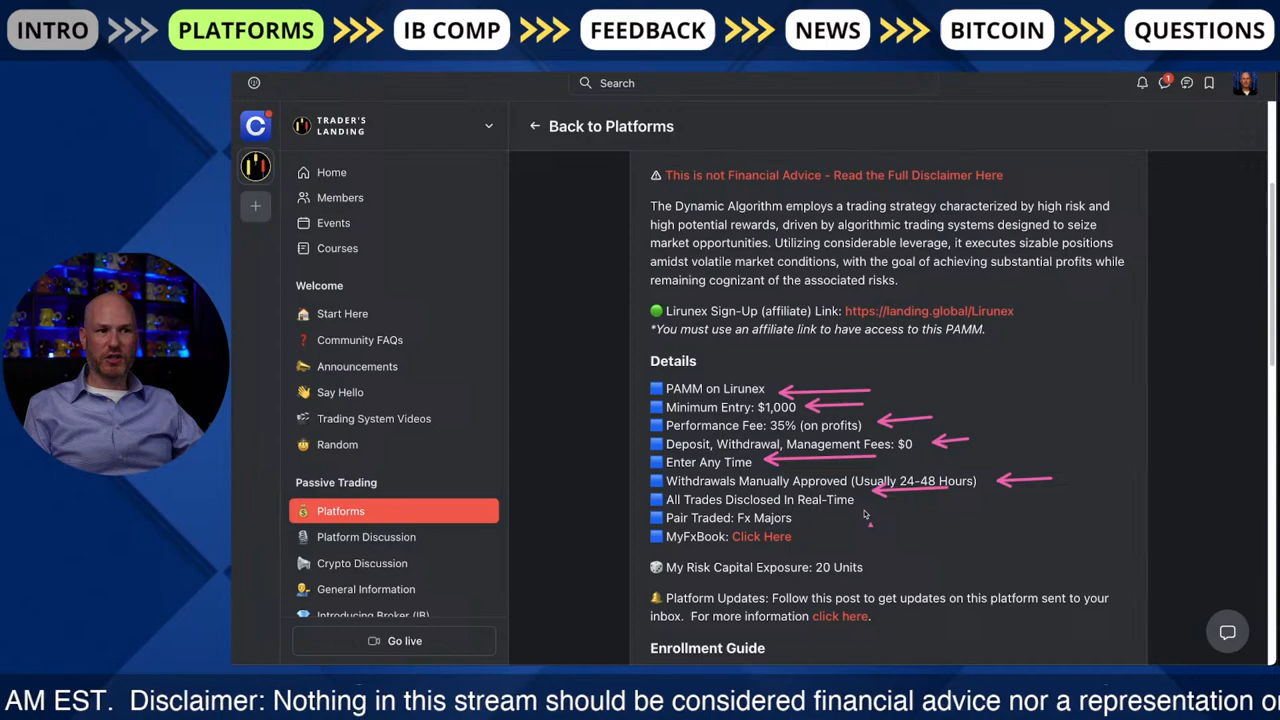 INTRO
PLATFORMS
IB COMP
FEEDBACK
NEWS
BITCOIN
QUESTIONS
Search
1
C
TRADER'S
LANDING
Home
Members
Events
Courses
Welcome
Start Here
Community FAQs
Announcements
Say Hello
Trading System Videos
Random
Passive Trading
Platforms
Platform Discussion
Crypto Discussion
General Information
Introducing Broker (IB)
Go live
Back to Platforms
This is not Financial Advice - Read the Full Disclaimer Here
The Dynamic Algorithm employs a trading strategy characterized by high risk and
high potential rewards, driven by algorithmic trading systems designed to seize
market opportunities. Utilizing considerable leverage, it executes sizable positions
amidst volatile market conditions, with the goal of achieving substantial profits while
remaining cognizant of the associated risks.
Lirunex Sign-Up (affiliate) Link: https://landing.global/Lirunex
*You must use an affiliate link to have access to this PAMM.
Details
PAMM on Lirunex
Minimum Entry: $1,000
Performance Fee: 35% (on profits)
Deposit, Withdrawal, Management Fees: $0
Enter Any Time
Withdrawals Manually Approved (Usually 24-48 Hours)
All Trades Disclosed In Real-Time
Pair Traded: Fx Majors
MyFxBook: Click Here
My Risk Capital Exposure: 20 Units
Platform Updates: Follow this post to get updates on this platform sent to your
inbox. For more information click here.
Enrollment Guide
AM EST. Disclaimer: Nothing in this stream should be considered financial advice nor a representation o